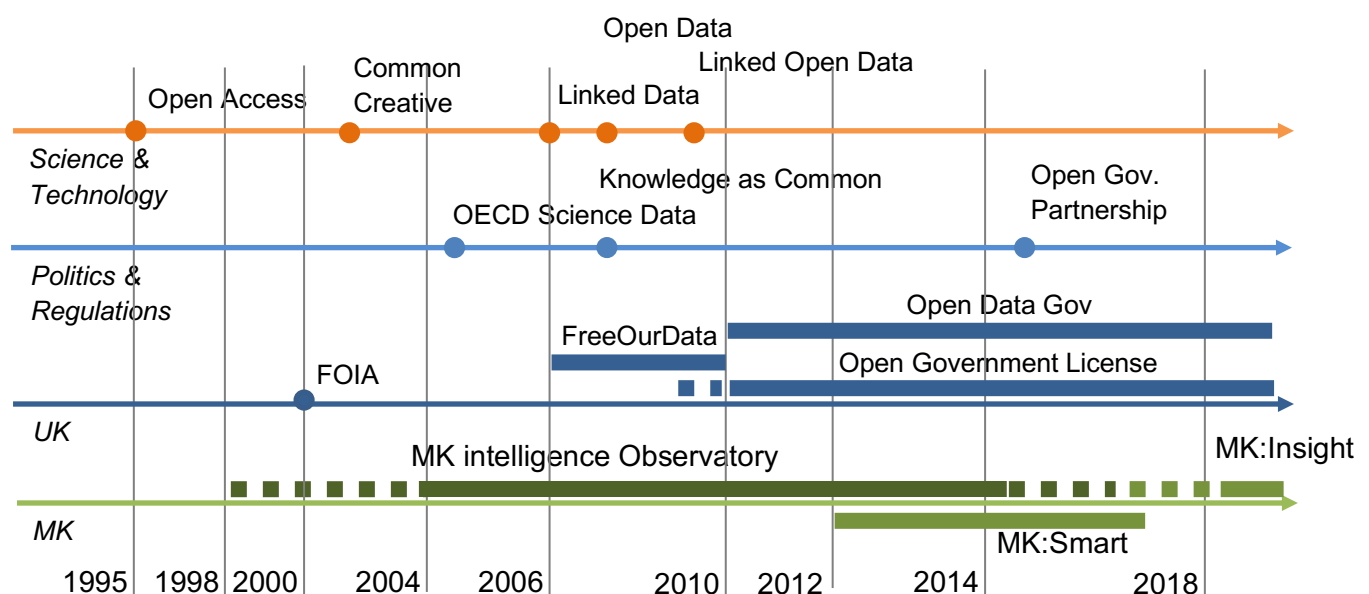 Open Data
Linked Open Data
Common
Creative
Open Access
Linked Data
Science &
Technology
Knowledge as Common
Open Gov.
Partnership
OECD Science Data
Politics &
Regulations
Open Data Gov
FreeOurData
Open Government License
FOIA
UK
MK intelligence Observatory
MK:Insight
MK
MK:Smart
1995
1998
2000
2004
2006
2010
2012
2014
2018